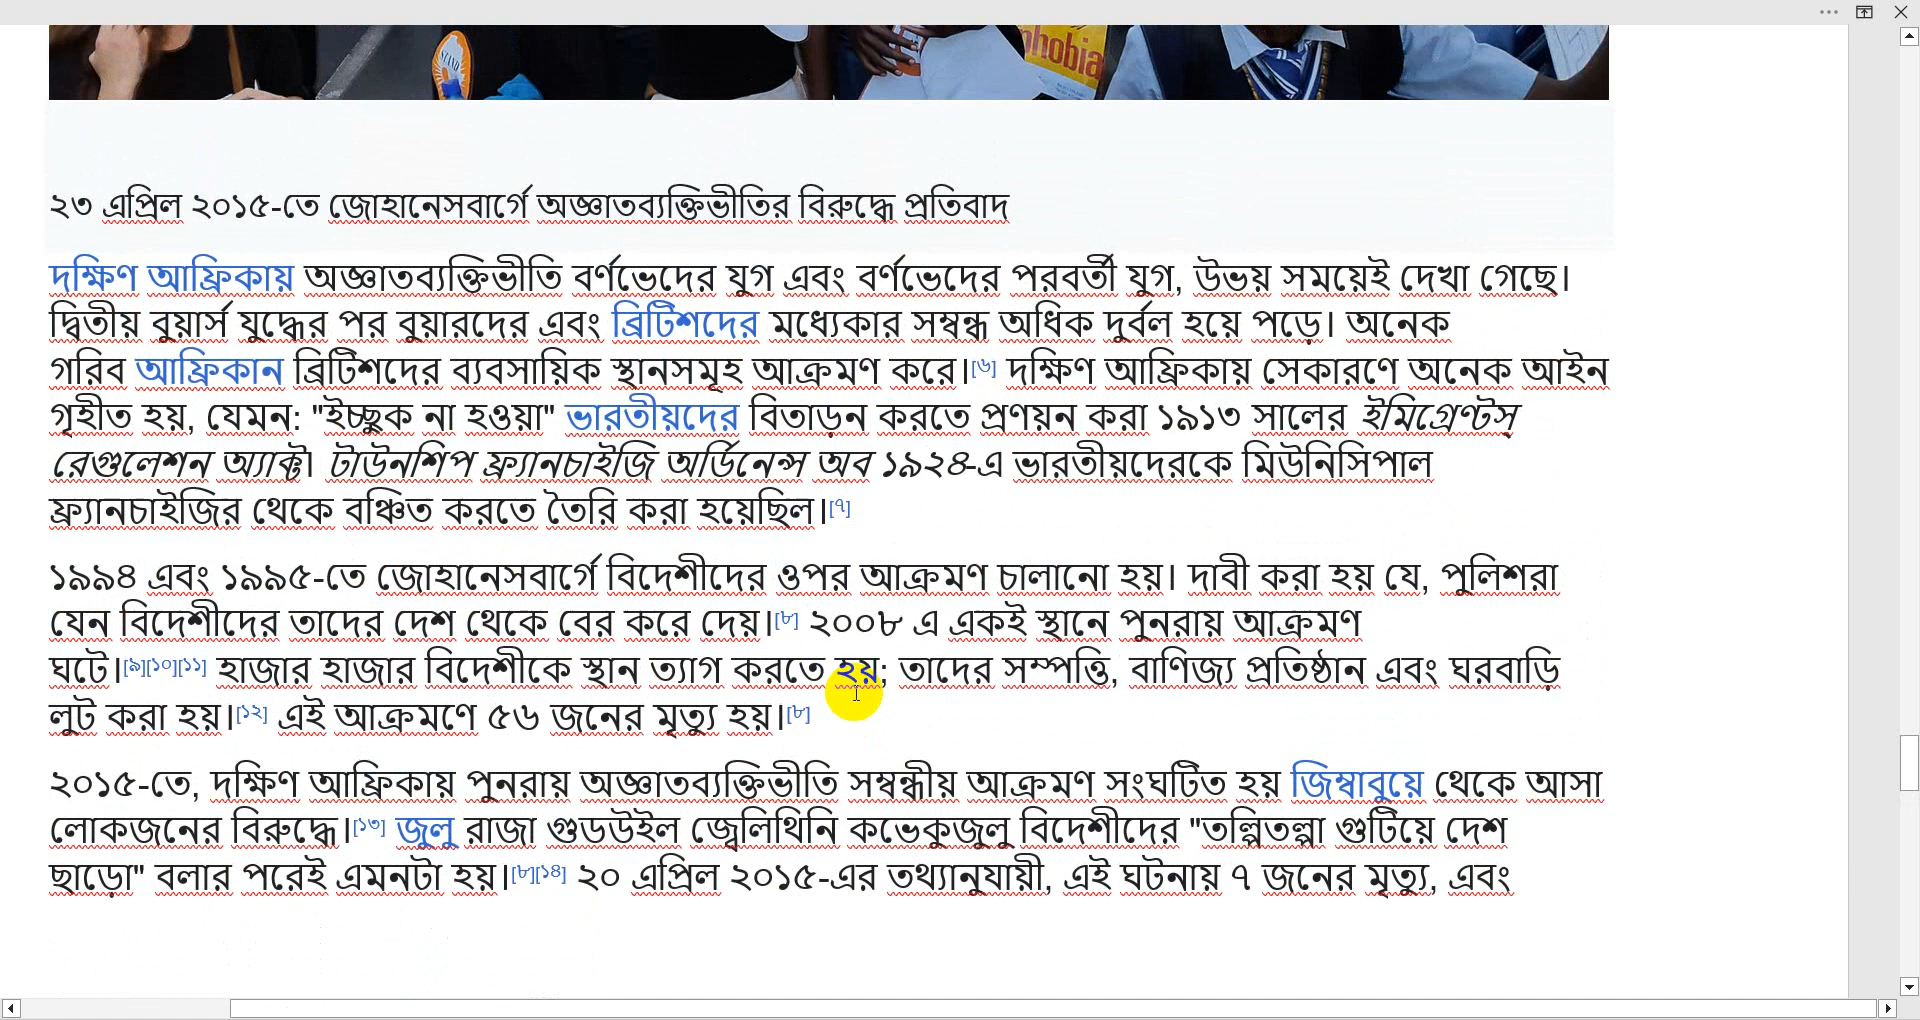 phobia
২৩ এপ্রিল ২০১৫-তে জোহানেসবার্গে অজ্ঞাতব্যক্তিভীতির বিরুদ্ধে প্রতিবাদ
দক্ষিণ আফ্রিকায় অজ্ঞাতব্যক্তিভীতি বর্ণভেদের যুগ এবং বর্ণভেদের পরবর্তী যুগ, উভয় সময়েই দেখা গেছে।
দ্বিতীয় বুয়ার্স যুদ্ধের পর বুয়ারদের এবং ব্রিটিশদের মধ্যেকার সম্বন্ধ অধিক দুর্বল হয়ে পড়ে। অনেক
গরিব আফ্রিকান ব্রিটিশদের ব্যবসায়িক স্থানসমূহ আক্রমণ করে।[৬] দক্ষিণ আফ্রিকায় সেকারণে অনেক আইন
গৃহীত হয়, যেমন: "ইচ্ছুক না হওয়া" ভারতীয়দের বিতাড়ন করতে প্রণয়ন করা ১৯১৩ সালের ইমিগ্রেণ্টস্
রেগুলেশন অ্যাক্ট। টাউনশিপ ফ্র্যানচাইজি অর্ডিনেন্স অব ১৯২৪-এ ভারতীয়দেরকে মিউনিসিপাল
ফ্র্যানচাইজির থেকে বঞ্চিত করতে তৈরি করা হয়েছিল।[৭]
১৯৯৪ এবং ১৯৯৫-তে জোহানেসবার্গে বিদেশীদের ওপর আক্রমণ চালানো হয়। দাবী করা হয় যে, পুলিশরা
যেন বিদেশীদের তাদের দেশ থেকে বের করে দেয়।[৮] ২০০৮ এ একই স্থানে পুনরায় আক্রমণ
ঘটে।[৯][১০][১১] হাজার হাজার বিদেশীকে স্থান ত্যাগ করতে হয়; তাদের সম্পত্তি, বাণিজ্য প্রতিষ্ঠান এবং ঘরবাড়ি
লুট করা হয়।[১২] এই আক্রমণে ৫৬ জনের মৃত্যু হয়।[৮]
২০১৫-তে, দক্ষিণ আফ্রিকায় পুনরায় অজ্ঞাতব্যক্তিভীতি সম্বন্ধীয় আক্রমণ সংঘটিত হয় জিম্বাবুয়ে থেকে আসা
লোকজনের বিরুদ্ধে।[১৩] জুলু রাজা গুডউইল জ্বেলিথিনি কভেকুজুলু বিদেশীদের "তল্পিতল্পা গুটিয়ে দেশ
ছাড়ো" বলার পরেই এমনটা হয়।[৮][১৪] ২০ এপ্রিল ২০১৫-এর তথ্যানুযায়ী, এই ঘটনায় ৭ জনের মৃত্যু, এবং